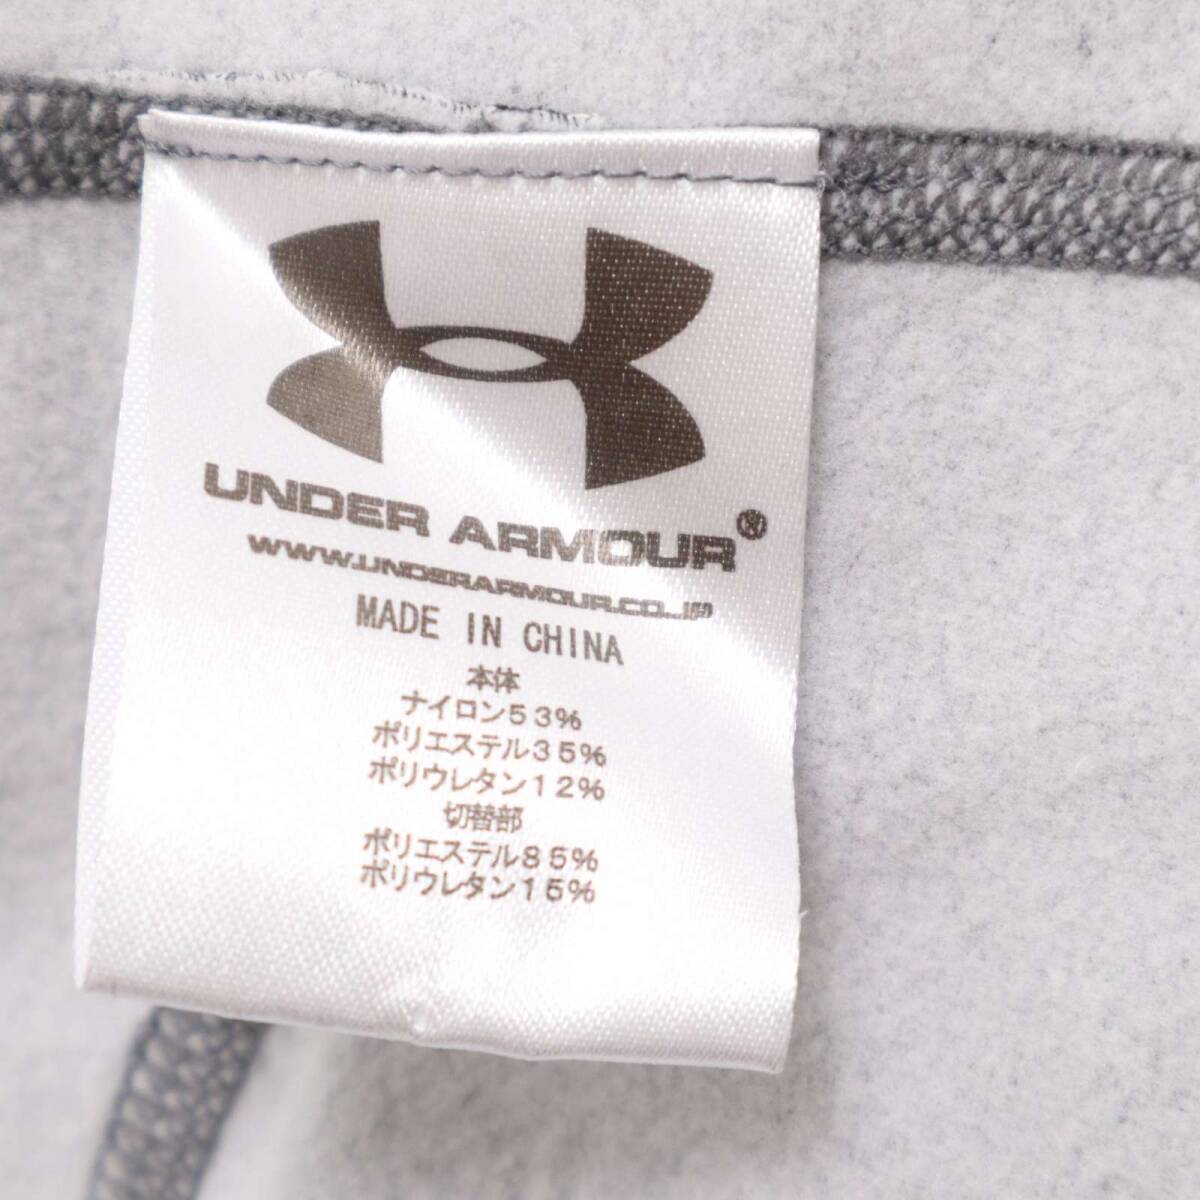 UNDER ARMOUR®
WWW.UNDERARMOUR.CO.JP
MADE IN CHINA
本体
ナイロン53%
ポリエステル35%
ポリウレタン12%
切替部
ポリエステル85%
ポリウレタン15%